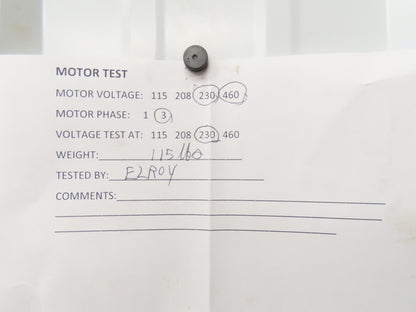 MOTOR TEST
MOTOR VOLTAGE: 115 208 230 460
MOTOR PHASE: 1 3
VOLTAGE TEST AT: 115 208 230 460
WEIGHT: 115 lbs
TESTED BY: ELROY
COMMENTS: